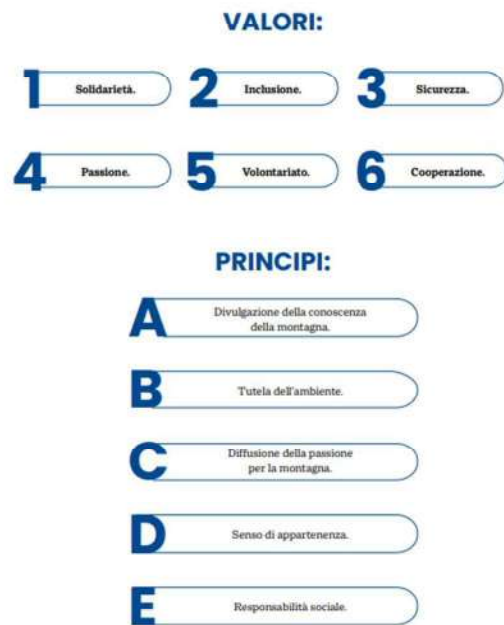 VALORI:
1 Solidarietà. 2 Inclusione. 3 Sicurezza.
4 Passione. 5 Volontariato. 6 Cooperazione.
PRINCIPI:
A Divulgazione della conoscenza
della montagna.
B Tutela dell'ambiente.
C Diffusione della passione
per la montagna.
D Senso di appartenenza.
E Responsabilità sociale.